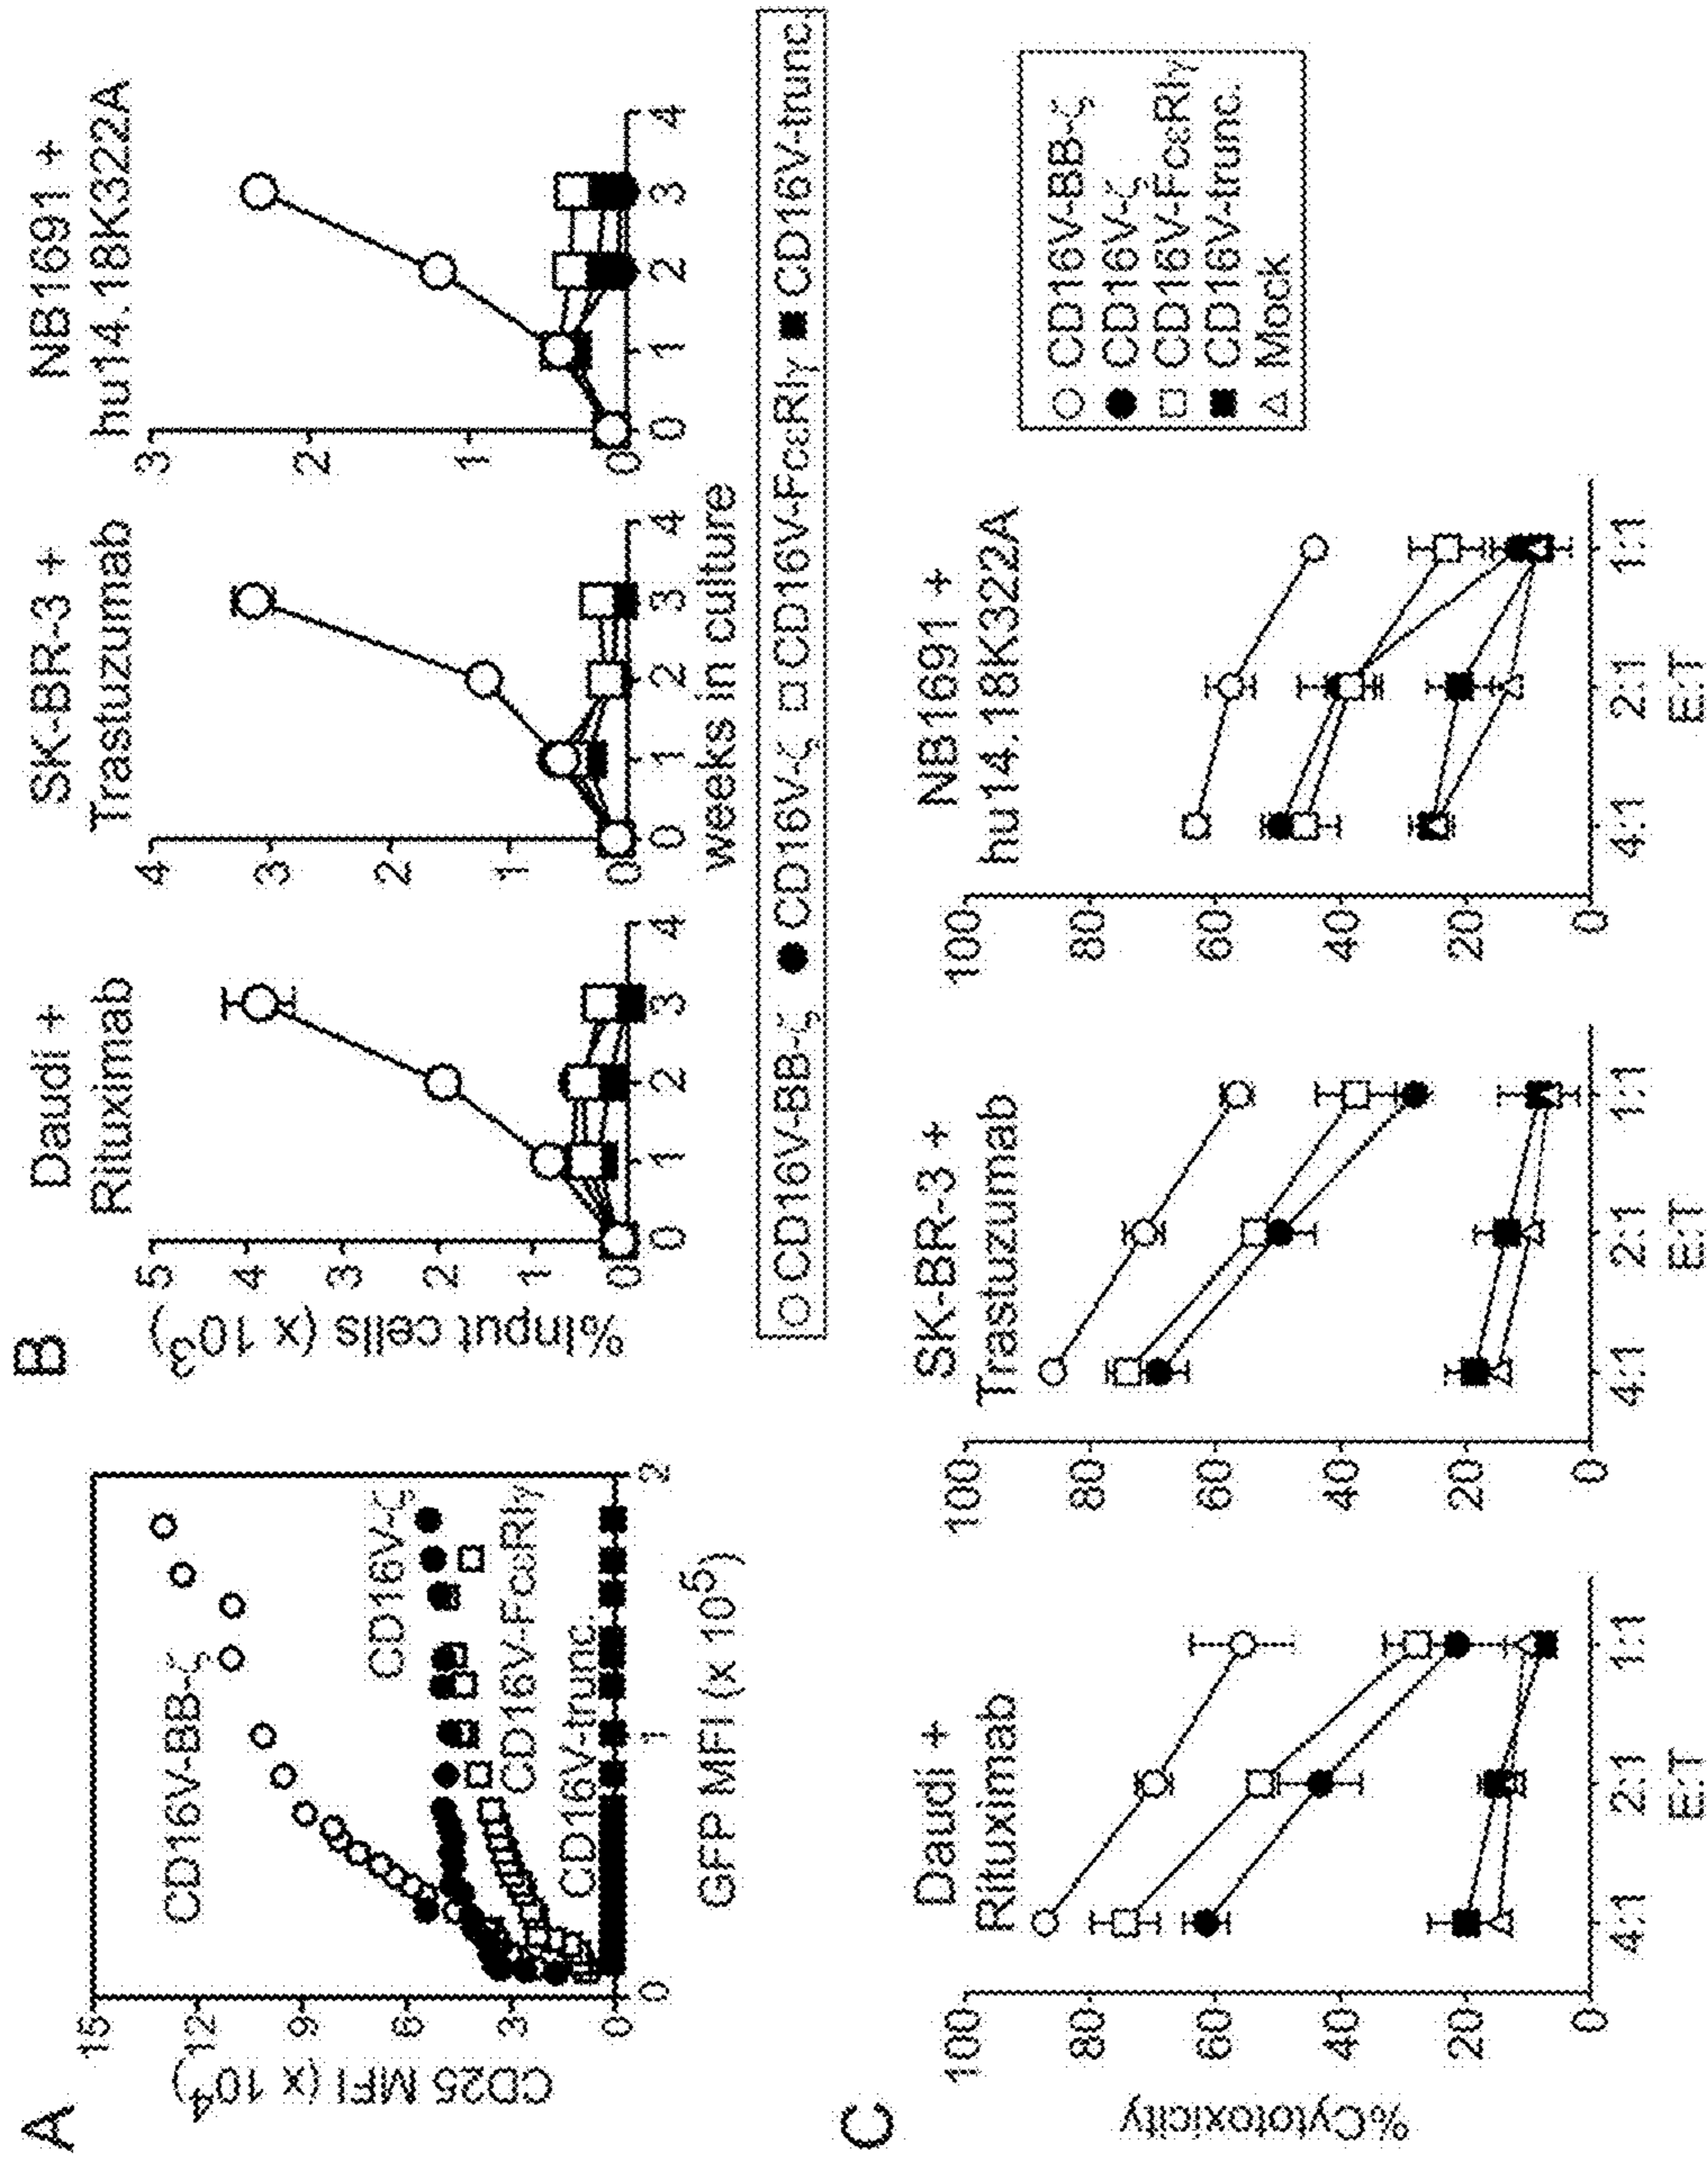 A
CD25 MFI (x 10⁴)
15
12
9
6
3
0
CD16V-BB-ζ
CD16V-ζ
CD16V-FcεRIγ
CD16V-trunc.
0
1
2
GFP MFI (x 10⁵)
B
%Input cells (x 10³)
Daudi +
Rituximab
5
4
3
2
1
0
0 1 2 3 4
SK-BR-3 +
Trastuzumab
4
3
2
1
0
0 1 2 3 4
NB1691 +
hu14.18K322A
3
2
1
0
0 1 2 3 4
weeks in culture
○ CD16V-BB-ζ ● CD16V-ζ □ CD16V-FcεRIγ ■ CD16V-trunc.
C
%Cytotoxicity
Daudi +
Rituximab
100
80
60
40
20
0
4:1 2:1 1:1
E:T
SK-BR-3 +
Trastuzumab
100
80
60
40
20
0
4:1 2:1 1:1
E:T
NB1691 +
hu14.18K322A
100
80
60
40
20
0
4:1 2:1 1:1
E:T
○ CD16V-BB-ζ
● CD16V-ζ
□ CD16V-FcεRIγ
■ CD16V-trunc.
△ Mock